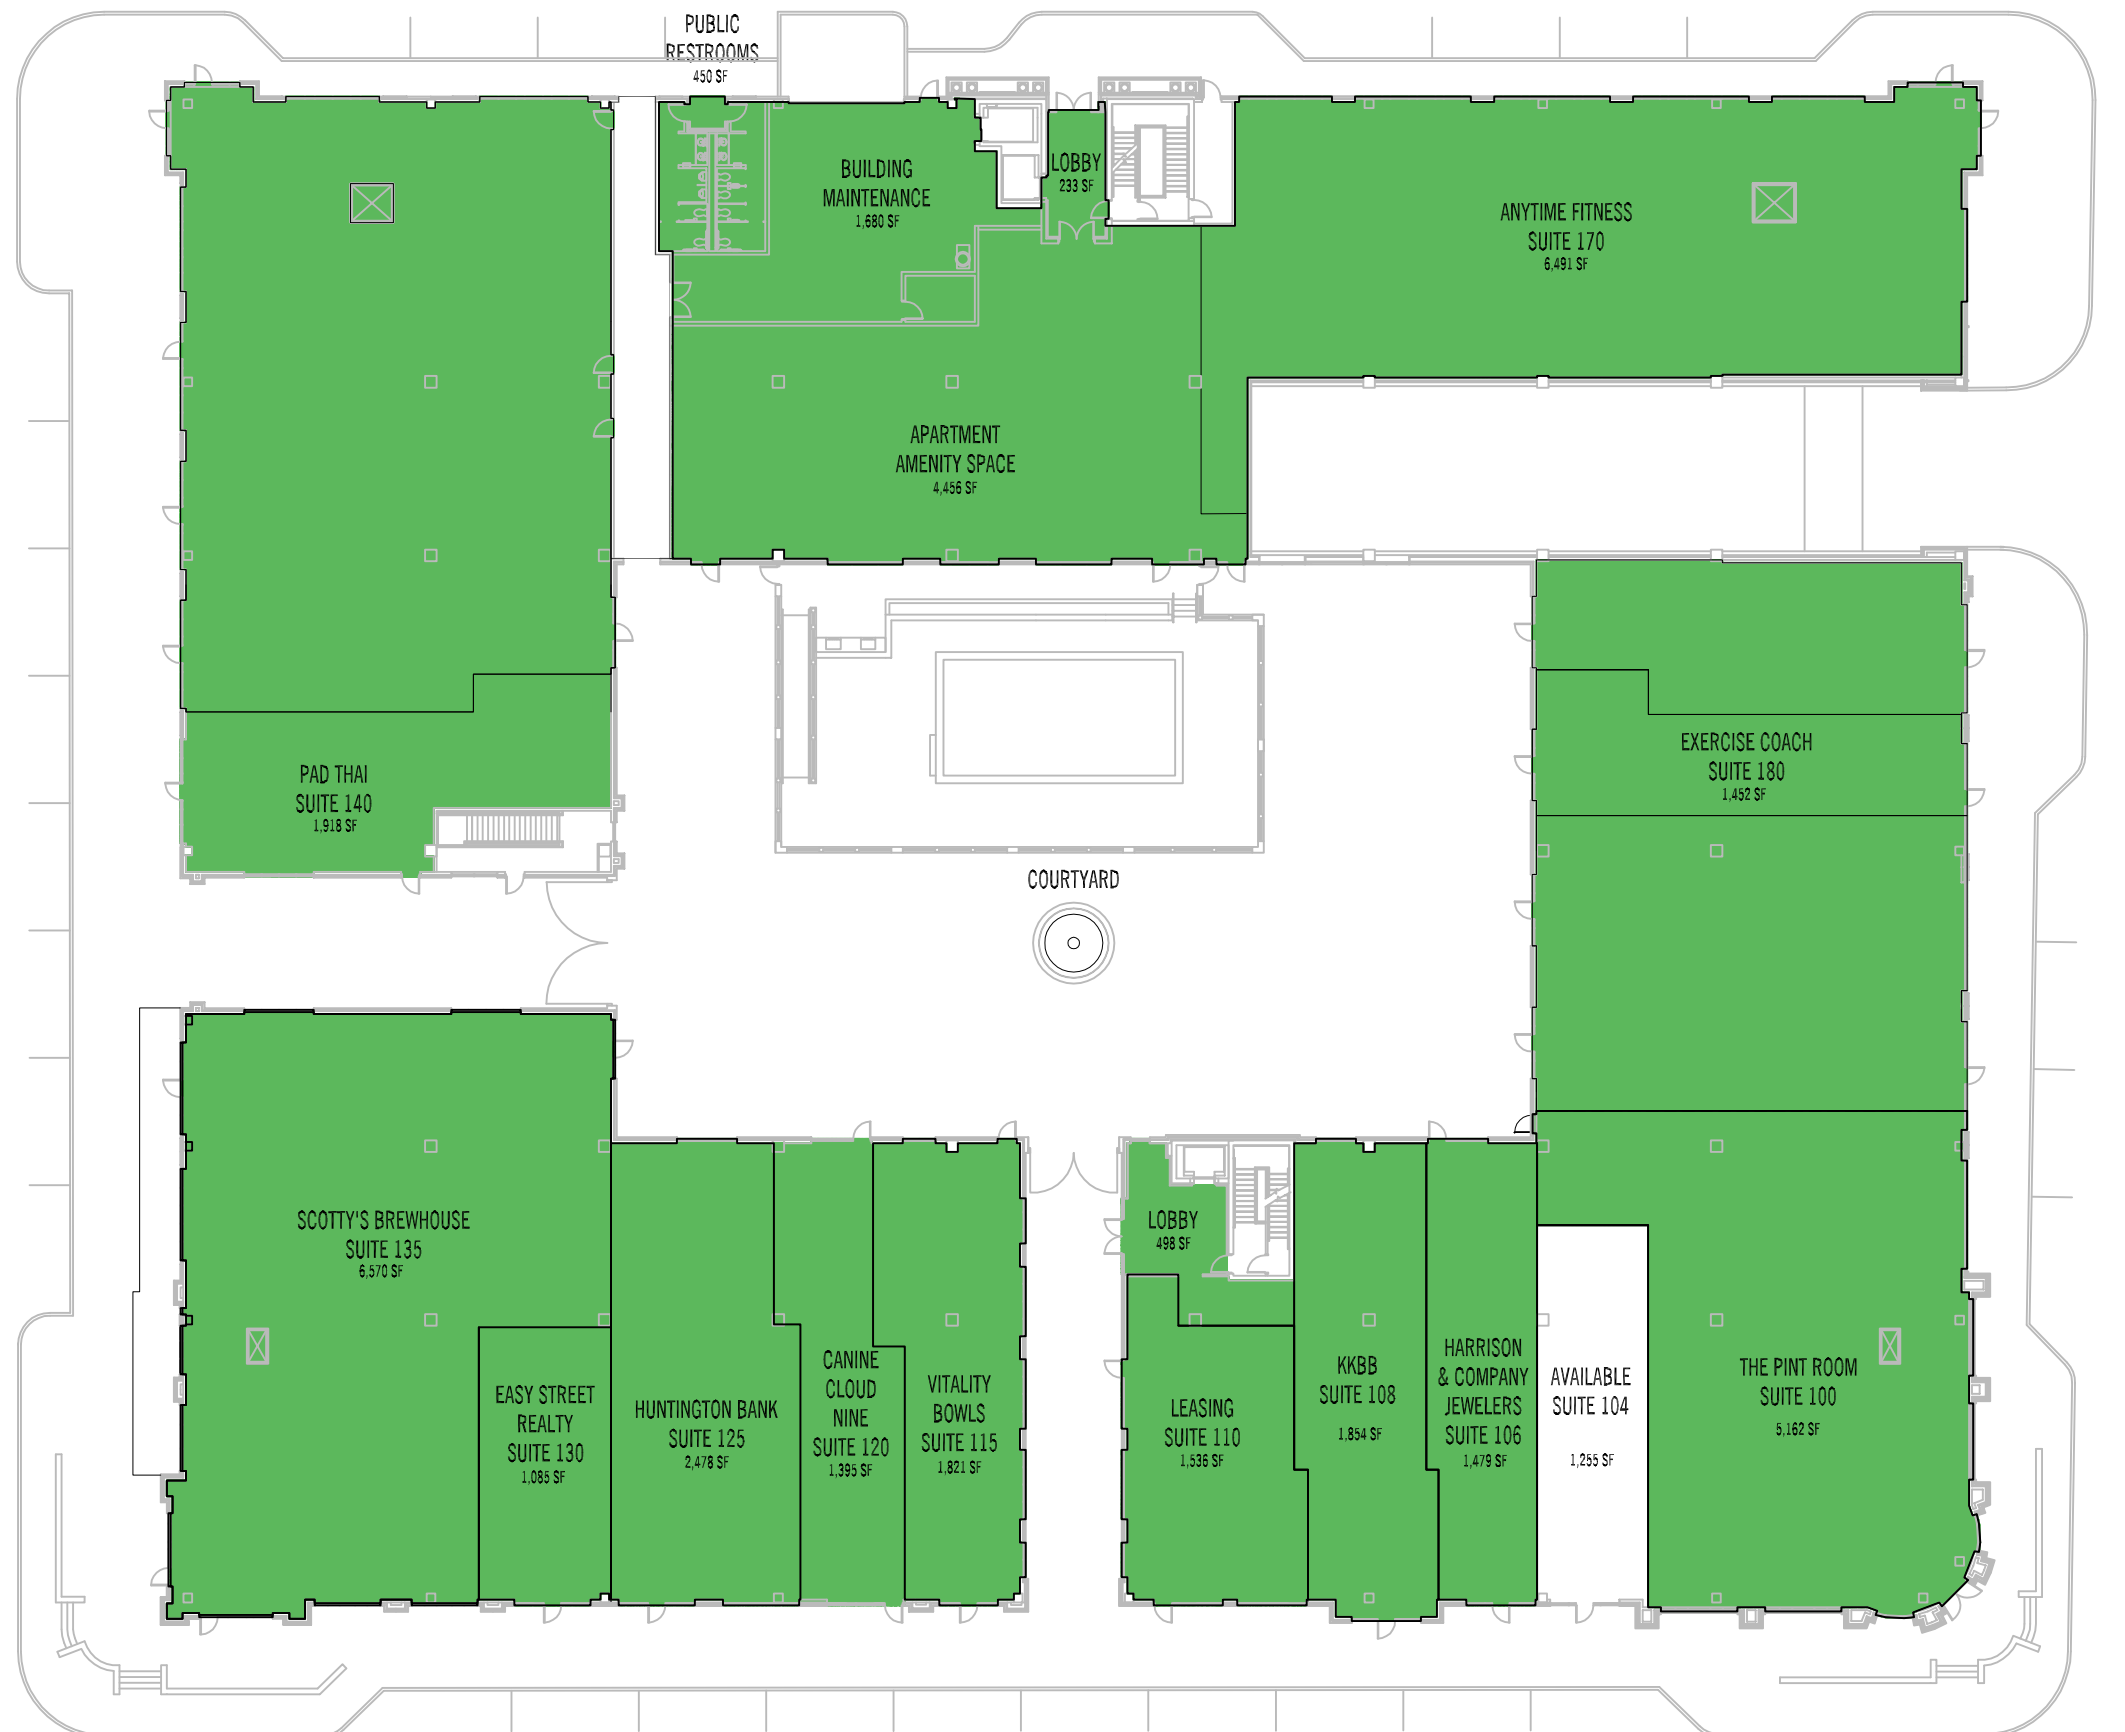 PUBLIC
RESTROOMS
450 SF
BUILDING
MAINTENANCE
1,680 SF
LOBBY
233 SF
ANYTIME FITNESS
SUITE 170
6,491 SF
APARTMENT
AMENITY SPACE
4,456 SF
EXERCISE COACH
SUITE 180
1,452 SF
PAD THAI
SUITE 140
1,918 SF
COURTYARD
SCOTTY'S BREWHOUSE
SUITE 135
6,570 SF
EASY STREET
REALTY
SUITE 130
1,085 SF
HUNTINGTON BANK
SUITE 125
2,478 SF
CANINE
CLOUD
NINE
SUITE 120
1,395 SF
VITALITY
BOWLS
SUITE 115
1,821 SF
LOBBY
498 SF
LEASING
SUITE 110
1,536 SF
KKBB
SUITE 108
1,854 SF
HARRISON
& COMPANY
JEWELERS
SUITE 106
1,479 SF
AVAILABLE
SUITE 104
1,255 SF
THE PINT ROOM
SUITE 100
5,162 SF